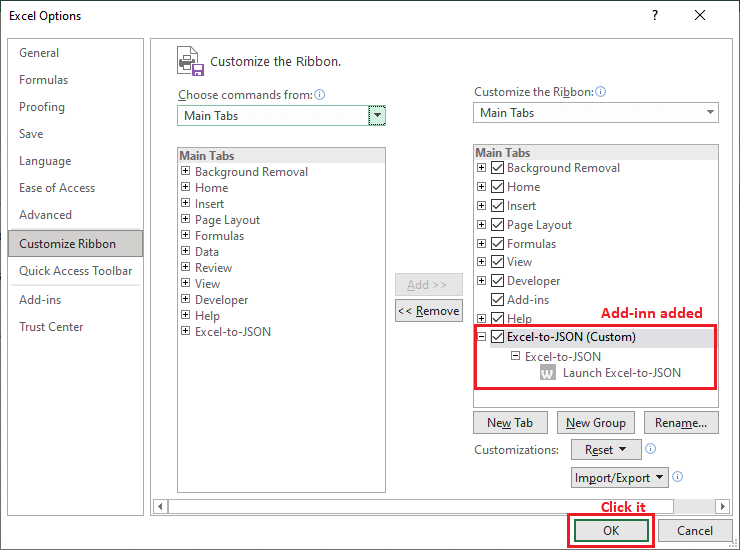 Excel Options
?
General
Formulas
Proofing
Save
Language
Ease of Access
Advanced
Customize Ribbon
Quick Access Toolbar
Add-ins
Trust Center
Customize the Ribbon.
Choose commands from:
Main Tabs
Main Tabs
Background Removal
Home
Insert
Page Layout
Formulas
Data
Review
View
Developer
Help
Excel-to-JSON
Add >>
<< Remove
Customize the Ribbon:
Main Tabs
Main Tabs
Background Removal
Home
Insert
Page Layout
Formulas
View
Developer
Add-ins
Help
Add-inn added
Excel-to-JSON (Custom)
Excel-to-JSON
W Launch Excel-to-JSON
New Tab New Group Rename...
Customizations: Reset
Import/Export
Click it
OK Cancel